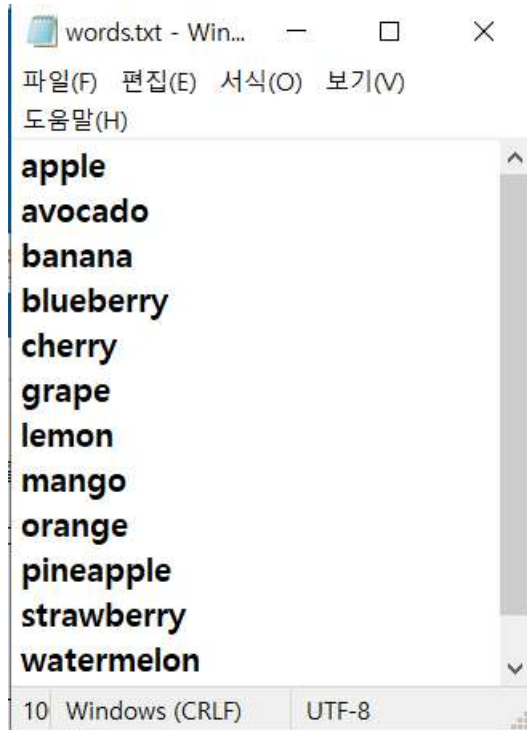 words.txt - Win...
파일(F) 편집(E) 서식(O) 보기(V)
도움말(H)
apple
avocado
banana
blueberry
cherry
grape
lemon
mango
orange
pineapple
strawberry
watermelon
10 Windows (CRLF) UTF-8